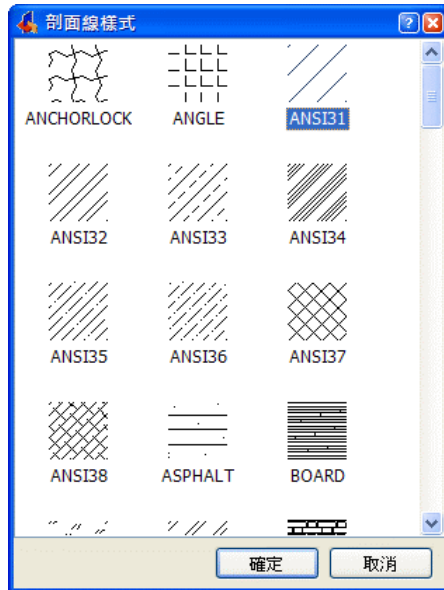 剖面線樣式
ANCHORLOCK ANGLE ANSI31
ANSI32 ANSI33 ANSI34
ANSI35 ANSI36 ANSI37
ANSI38 ASPHALT BOARD
確定 取消